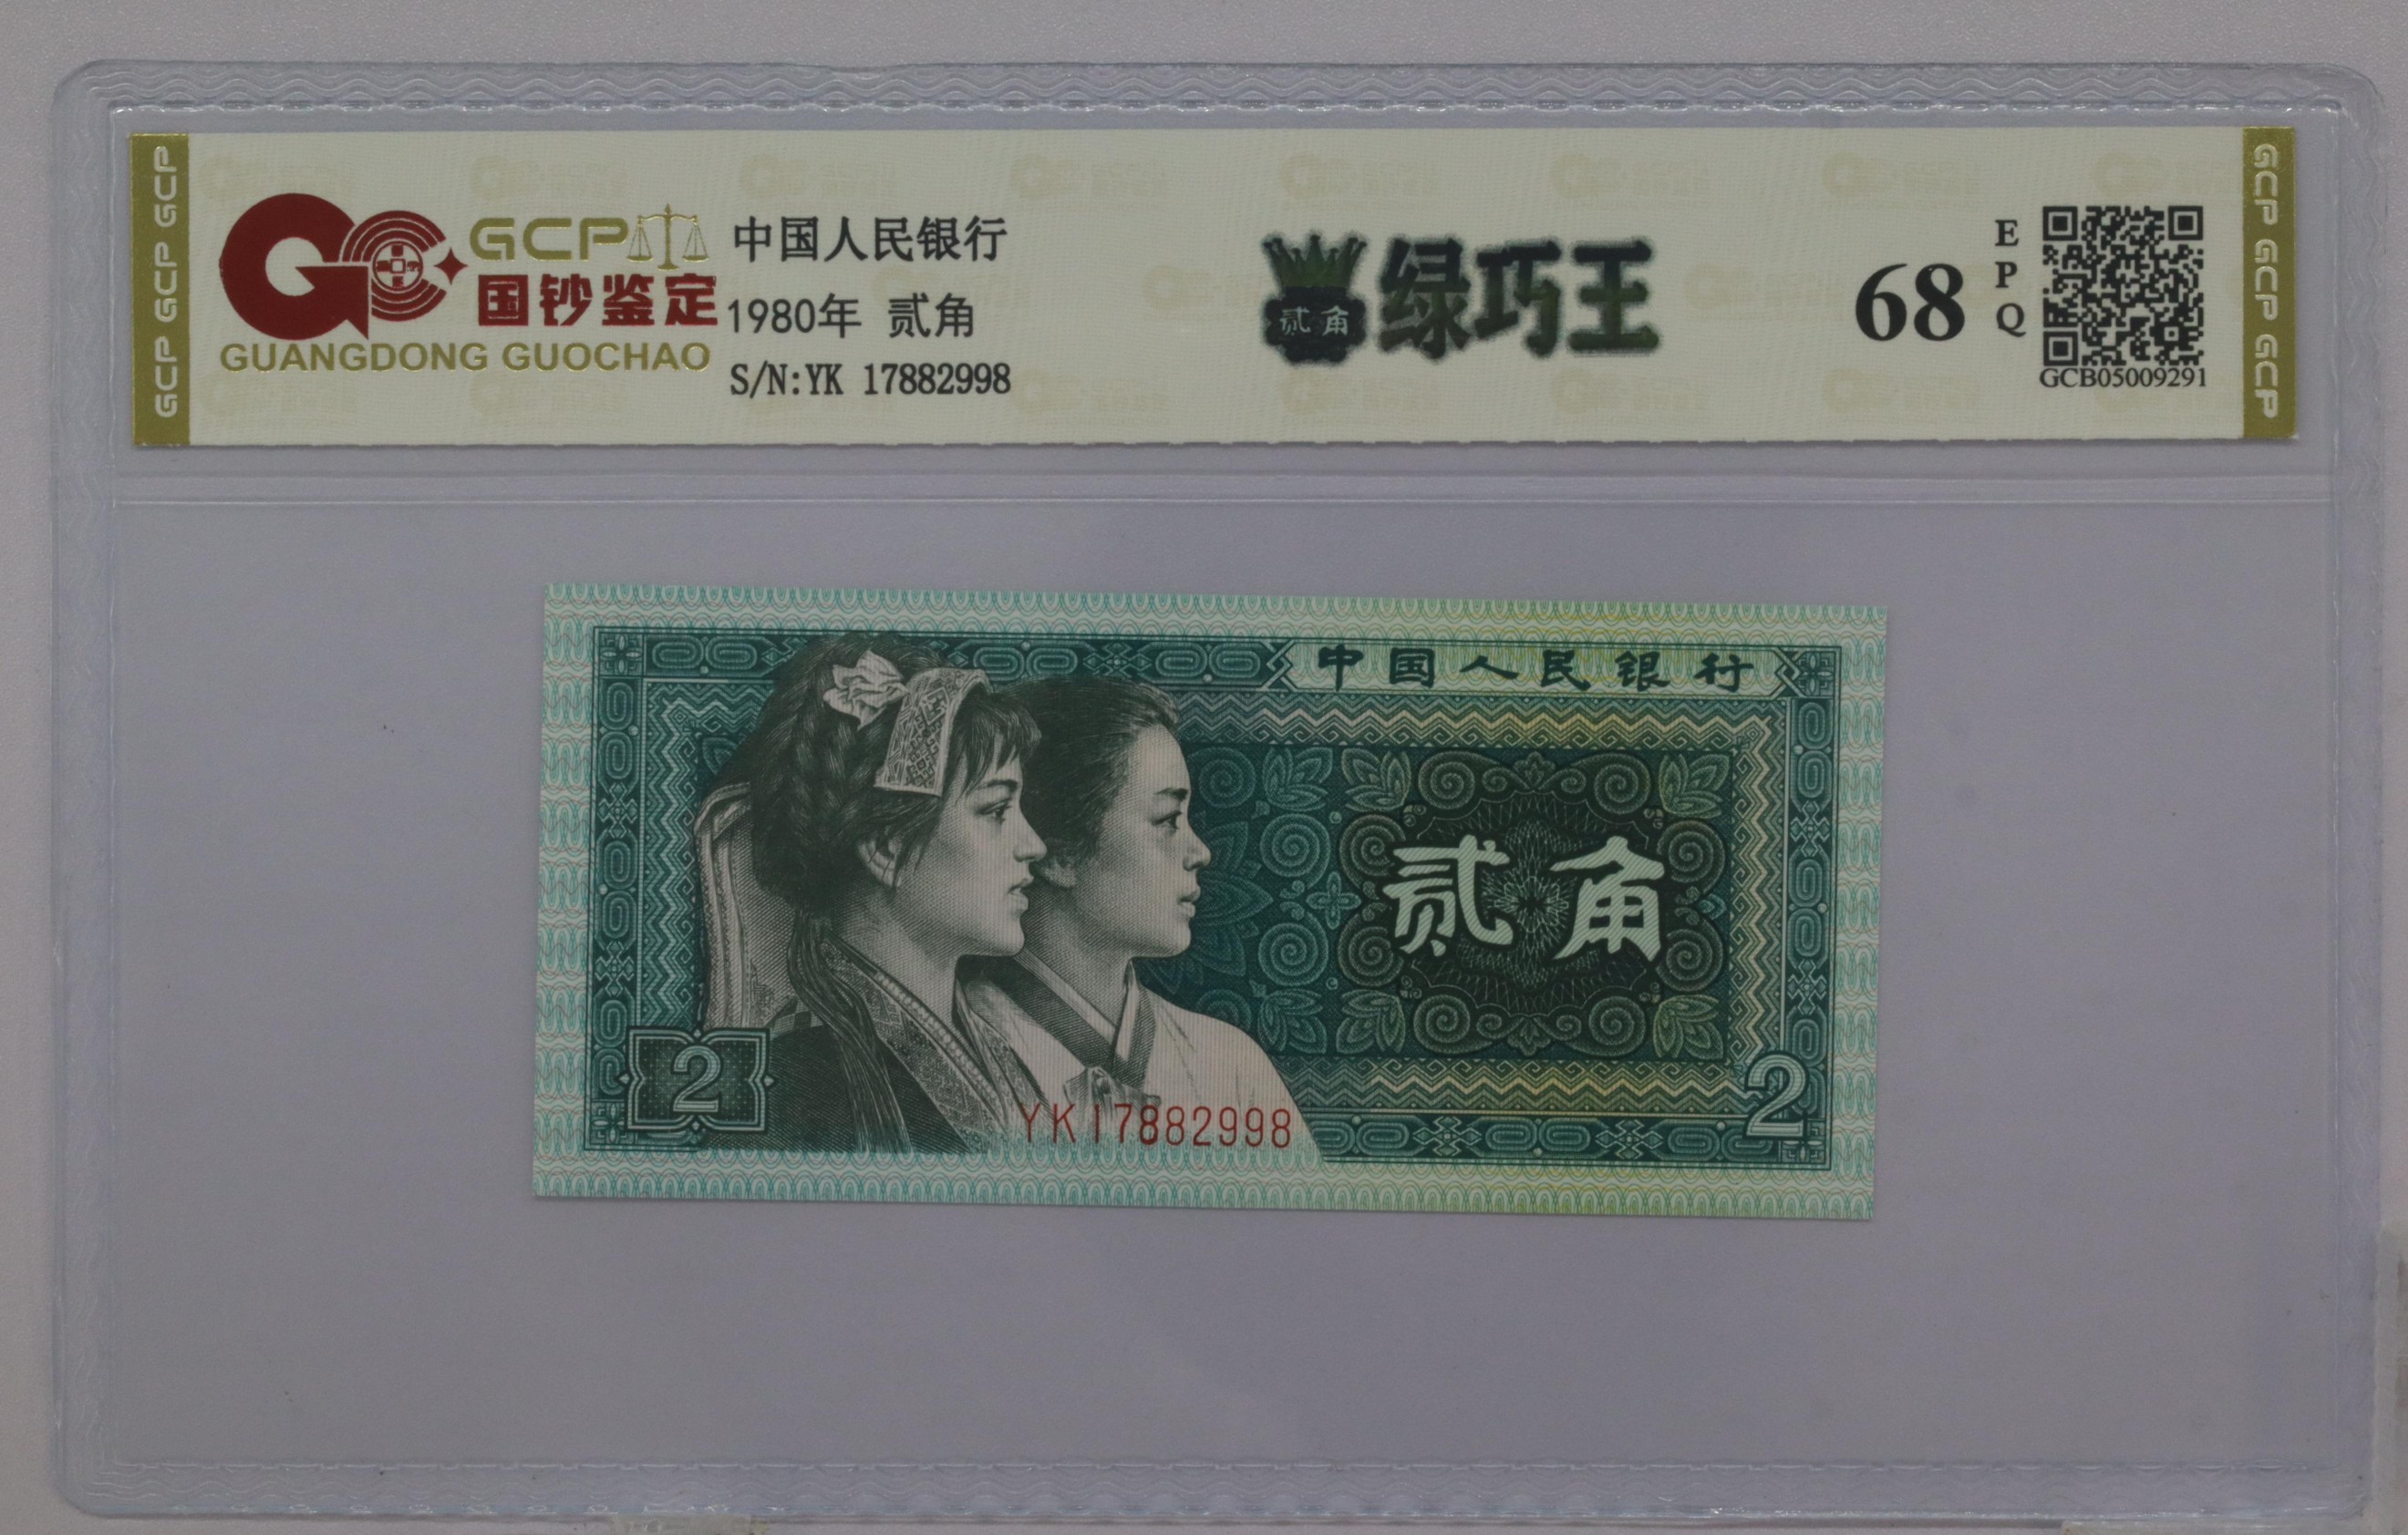 GCP GCP GCP
GCP
国钞鉴定
GUANGDONG GUOCHAO
中国人民银行
1980年 贰角
S/N:YK 17882998
贰角
绿巧王
68
EPQ
GCB05009291
GCP GCP GCP
中国人民银行
贰角
2
YK17882998
2